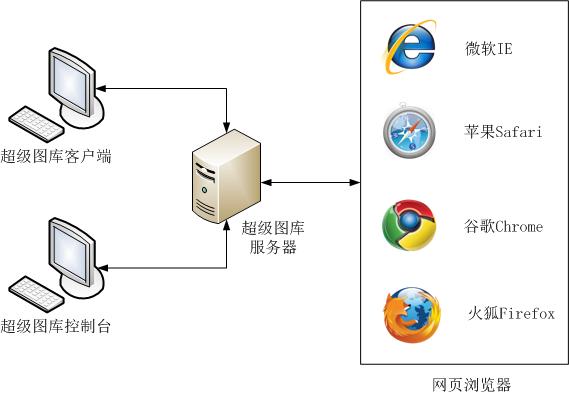 微软IE
苹果Safari
超级图库客户端
超级图库
服务器
谷歌Chrome
火狐Firefox
超级图库控制台
网页浏览器